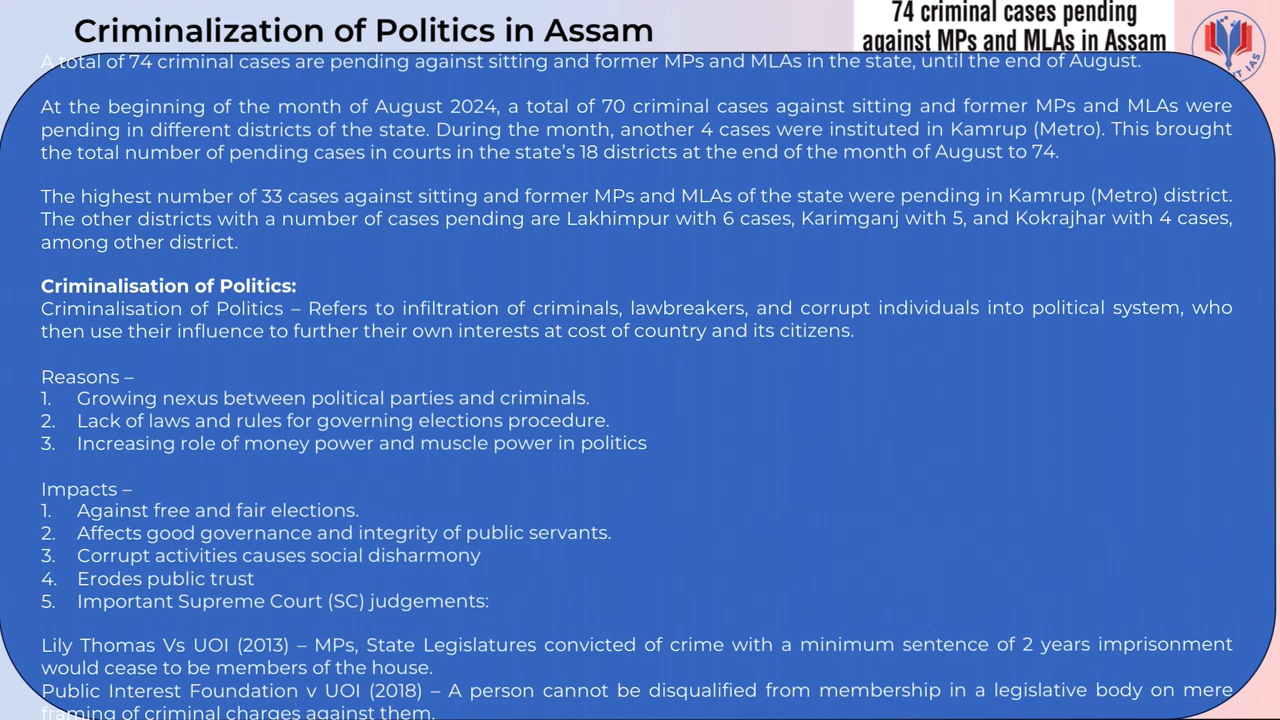 Criminalization of Politics in Assam
74 criminal cases pending
against MPs and MLAs in Assam
A total of 74 criminal cases are pending against sitting and former MPs and MLAs in the state, until the end of August.
At the beginning of the month of August 2024, a total of 70 criminal cases against sitting and former MPs and MLAs were
pending in different districts of the state. During the month, another 4 cases were instituted in Kamrup (Metro). This brought
the total number of pending cases in courts in the state's 18 districts at the end of the month of August to 74.
The highest number of 33 cases against sitting and former MPs and MLAs of the state were pending in Kamrup (Metro) district.
The other districts with a number of cases pending are Lakhimpur with 6 cases, Karimganj with 5, and Kokrajhar with 4 cases,
among other district.
Criminalisation of Politics:
Criminalisation of Politics – Refers to infiltration of criminals, lawbreakers, and corrupt individuals into political system, who
then use their influence to further their own interests at cost of country and its citizens.
Reasons –
1. Growing nexus between political parties and criminals.
2. Lack of laws and rules for governing elections procedure.
3. Increasing role of money power and muscle power in politics
Impacts –
1. Against free and fair elections.
2. Affects good governance and integrity of public servants.
3. Corrupt activities causes social disharmony
4. Erodes public trust
5. Important Supreme Court (SC) judgements:
Lily Thomas Vs UOI (2013) – MPs, State Legislatures convicted of crime with a minimum sentence of 2 years imprisonment
would cease to be members of the house.
Public Interest Foundation v UOI (2018) – A person cannot be disqualified from membership in a legislative body on mere
framing of criminal charges against them.
IAS